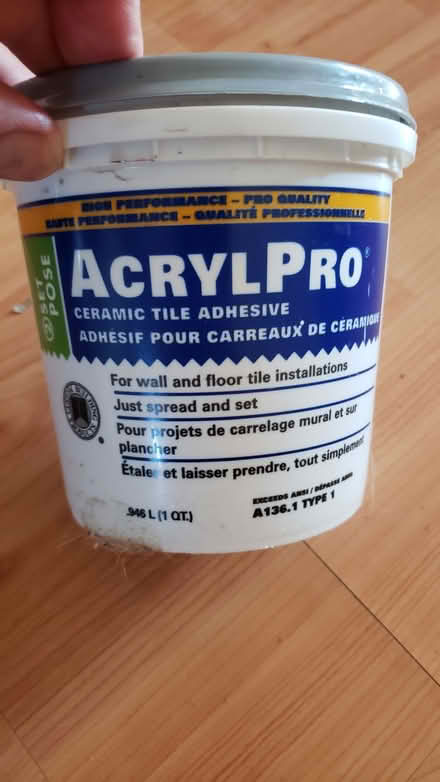 HIGH PERFORMANCE – PRO QUALITY
HAUTE PERFORMANCE – QUALITÉ PROFESSIONNELLE
2 SET
POSE
ACRYLPRO®
CERAMIC TILE ADHESIVE
ADHÉSIF POUR CARREAUX DE CÉRAMIQUE
For wall and floor tile installations
Just spread and set
Pour projets de carrelage mural et sur
plancher
Étaler et laisser prendre, tout simplement
.946 L (1 QT.)
EXCEEDS ANSI / DÉPASSE ANSI
A136.1 TYPE 1